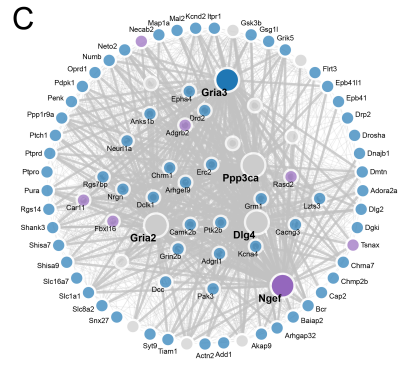 C
Necab2
Map1a
Mal2
Kcnd2
Itpr1
Gsk3b
Gsg1l
Grik5
Flrt3
Epb41l1
Epb41
Drp2
Drosha
Dnajb1
Dmtn
Adora2a
Dlg2
Dgki
Tsnax
Chrna7
Chmp2b
Cap2
Bcr
Baiap2
Arhgap32
Akap9
Add1
Actn2
Tiam1
Syt9
Snx27
Slc8a2
Slc1a1
Slc16a7
Shisa9
Shisa7
Shank3
Rgs14
Pura
Ptpro
Ptprd
Ptch1
Ppp1r9a
Penk
Pdpk1
Oprd1
Numb
Neto2
Gria3
Epha4
Dro2
Anks1b
Adgrb2
Neurl1a
Chrm1
Erc2
Ppp3ca
Rgs7bp
Arhgef9
Rasd2
Nrgn
Car11
Dclk1
Grm1
Lzts3
Fbxl16
Camk2b
Ptk2b
Dlg4
Cacng3
Gria2
Grin2b
Adgrl1
Kcna4
Dcc
Pak3
Ngef